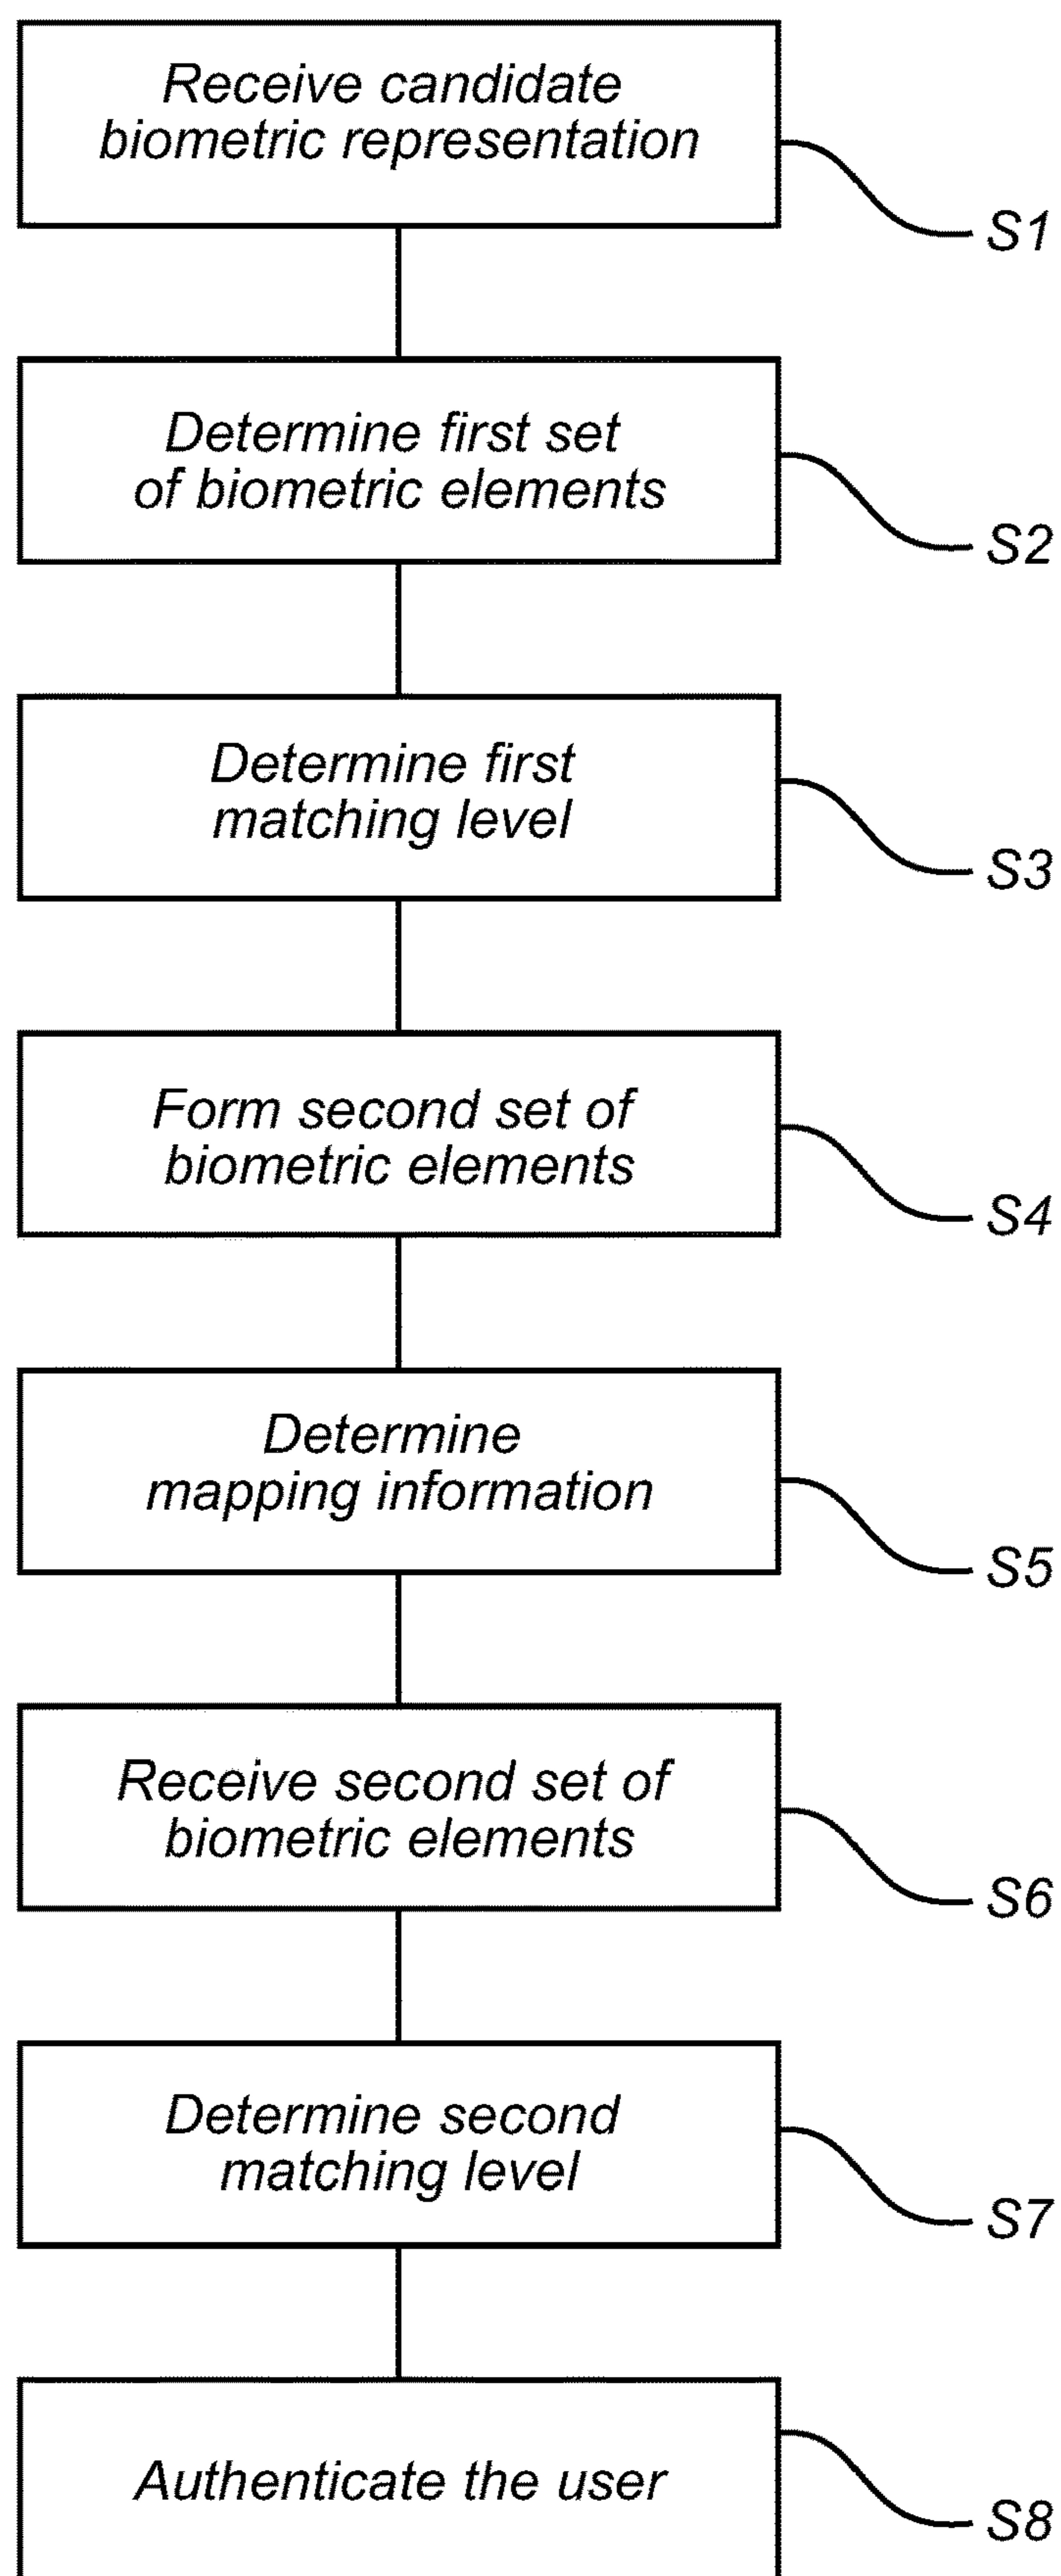 Receive candidate
biometric representation
S1
Determine first set
of biometric elements
S2
Determine first
matching level
S3
Form second set of
biometric elements
S4
Determine
mapping information
S5
Receive second set of
biometric elements
S6
Determine second
matching level
S7
Authenticate the user
S8